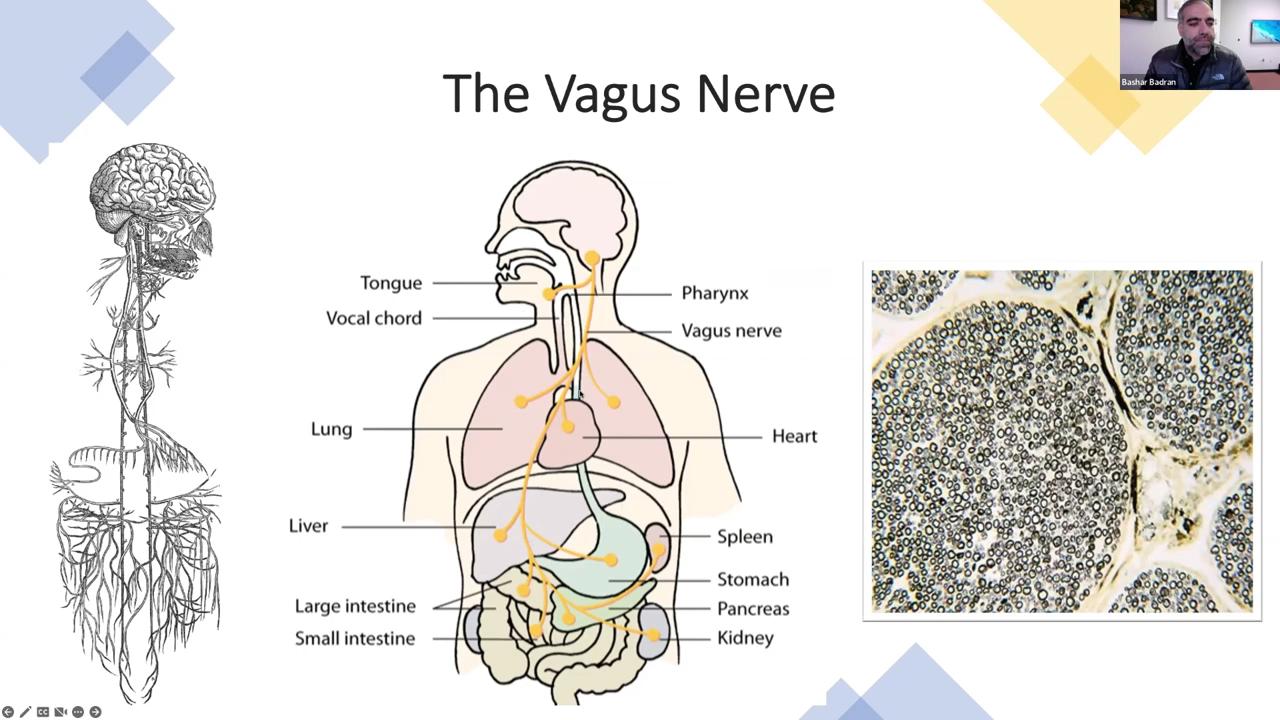 Bashar Badran
The Vagus Nerve
Tongue
Vocal chord
Lung
Liver
Large intestine
Small intestine
Pharynx
Vagus nerve
Heart
Spleen
Stomach
Pancreas
Kidney